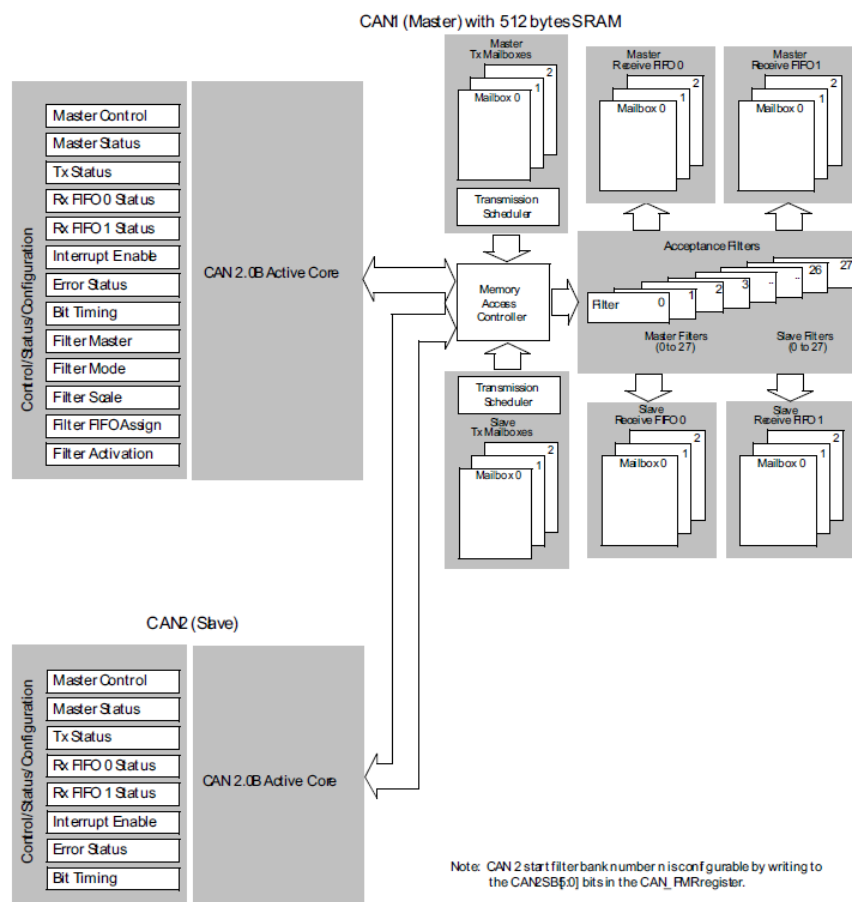 CAN1 (Master) with 512 bytes SRAM
Control/Status/Configuration
Master Control
Master Status
Tx Status
Rx FIFO 0 Status
Rx FIFO 1 Status
Interrupt Enable
Error Status
Bit Timing
Filter Master
Filter Mode
Filter Scale
Filter FIFO Assign
Filter Activation
CAN 2.0B Active Core
Master
Tx Mailboxes
2
1
Mailbox 0
Transmission
Scheduler
Master
Receive FIFO 0
2
1
Mailbox 0
Master
Receive FIFO 1
2
1
Mailbox 0
Memory
Access
Controller
Acceptance Filters
Filter 0 1 2 3 .. .. 26 27
Master Filters
(0 to 27)
Slave Filters
(0 to 27)
Transmission
Scheduler
Slave
Tx Mailboxes
2
1
Mailbox 0
Slave
Receive FIFO 0
2
1
Mailbox 0
Slave
Receive FIFO 1
2
1
Mailbox 0
CAN2 (Slave)
Control/Status/Configuration
Master Control
Master Status
Tx Status
Rx FIFO 0 Status
Rx FIFO 1 Status
Interrupt Enable
Error Status
Bit Timing
CAN 2.0B Active Core
Note: CAN 2 start filter bank number n is configurable by writing to
the CAN2SB[5:0] bits in the CAN_FMR register.